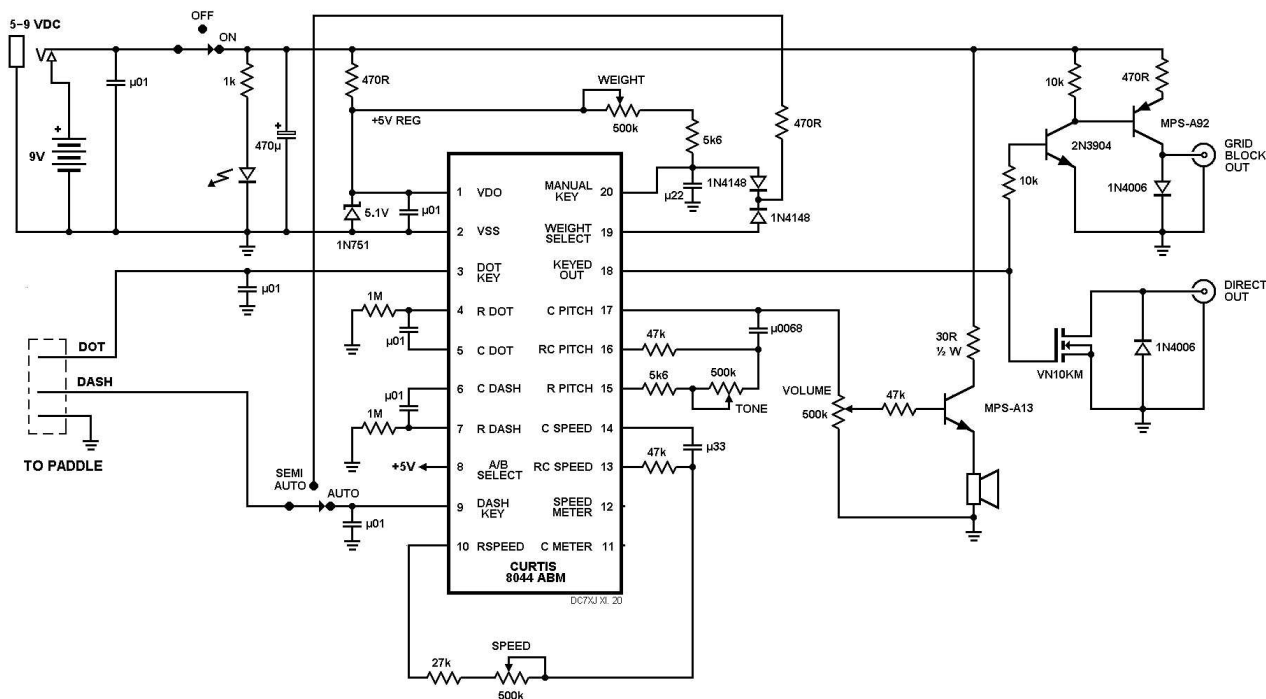 5–9 VDC
OFF
ON
V
µ01
1k
470µ
9V
+
+
470R
+5V REG
WEIGHT
500k
5k6
470R
10k
470R
MPS-A92
2N3904
10k
1N4006
GRID
BLOCK
OUT
5.1V
1N751
µ01
µ22
1N4148
1N4148
1 VDO
MANUAL KEY 20
2 VSS
WEIGHT SELECT 19
3 DOT KEY
KEYED OUT 18
4 R DOT
C PITCH 17
5 C DOT
RC PITCH 16
6 C DASH
R PITCH 15
7 R DASH
C SPEED 14
8 A/B SELECT
RC SPEED 13
9 DASH KEY
SPEED METER 12
10 RSPEED
C METER 11
CURTIS
8044 ABM
DC7XJ XI. 20
µ01
1M
µ01
µ01
1M
+5V
DOT
DASH
TO PADDLE
SEMI
AUTO
AUTO
µ01
47k
µ0068
5k6
500k
TONE
47k
µ33
VOLUME
500k
47k
30R
½ W
MPS-A13
VN10KM
1N4006
DIRECT
OUT
27k
SPEED
500k